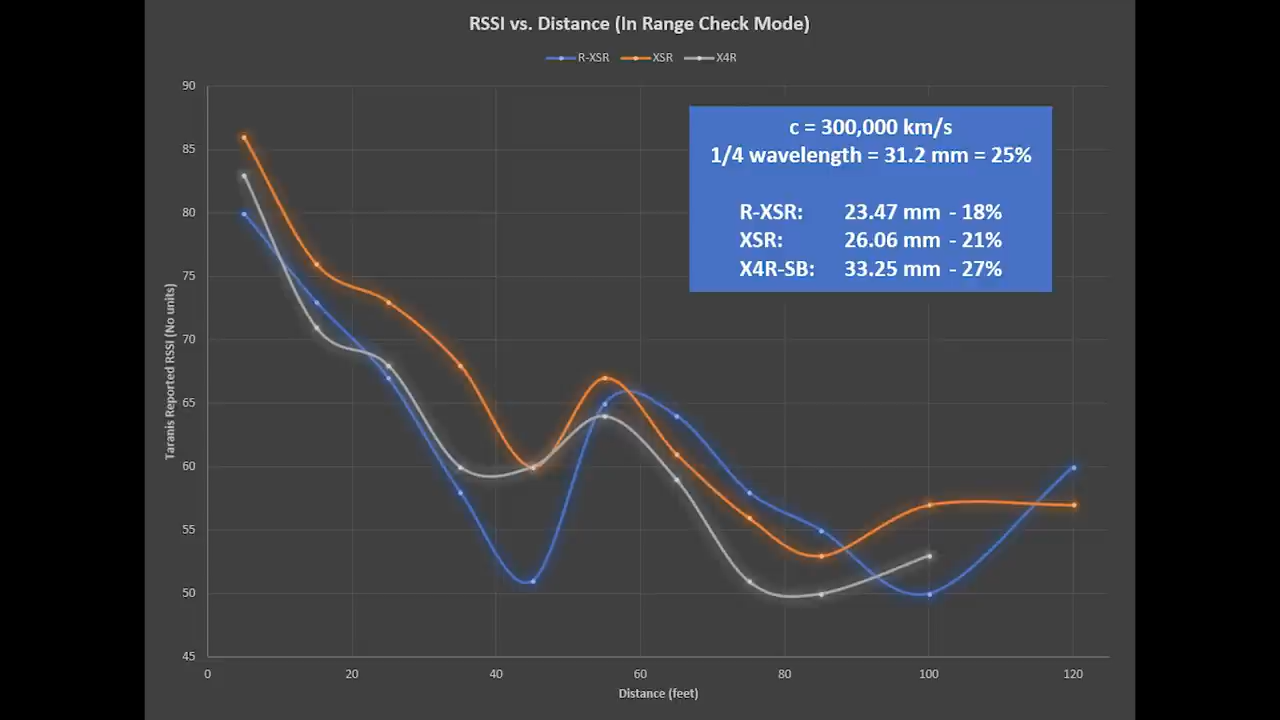 RSSI vs. Distance (In Range Check Mode)
R-XSR XSR X4R
90
85
80
75
70
65
60
55
50
45
Taranis Reported RSSI (No units)
c = 300,000 km/s
1/4 wavelength = 31.2 mm = 25%
R-XSR: 23.47 mm - 18%
XSR: 26.06 mm - 21%
X4R-SB: 33.25 mm - 27%
0 20 40 60 80 100 120
Distance (feet)